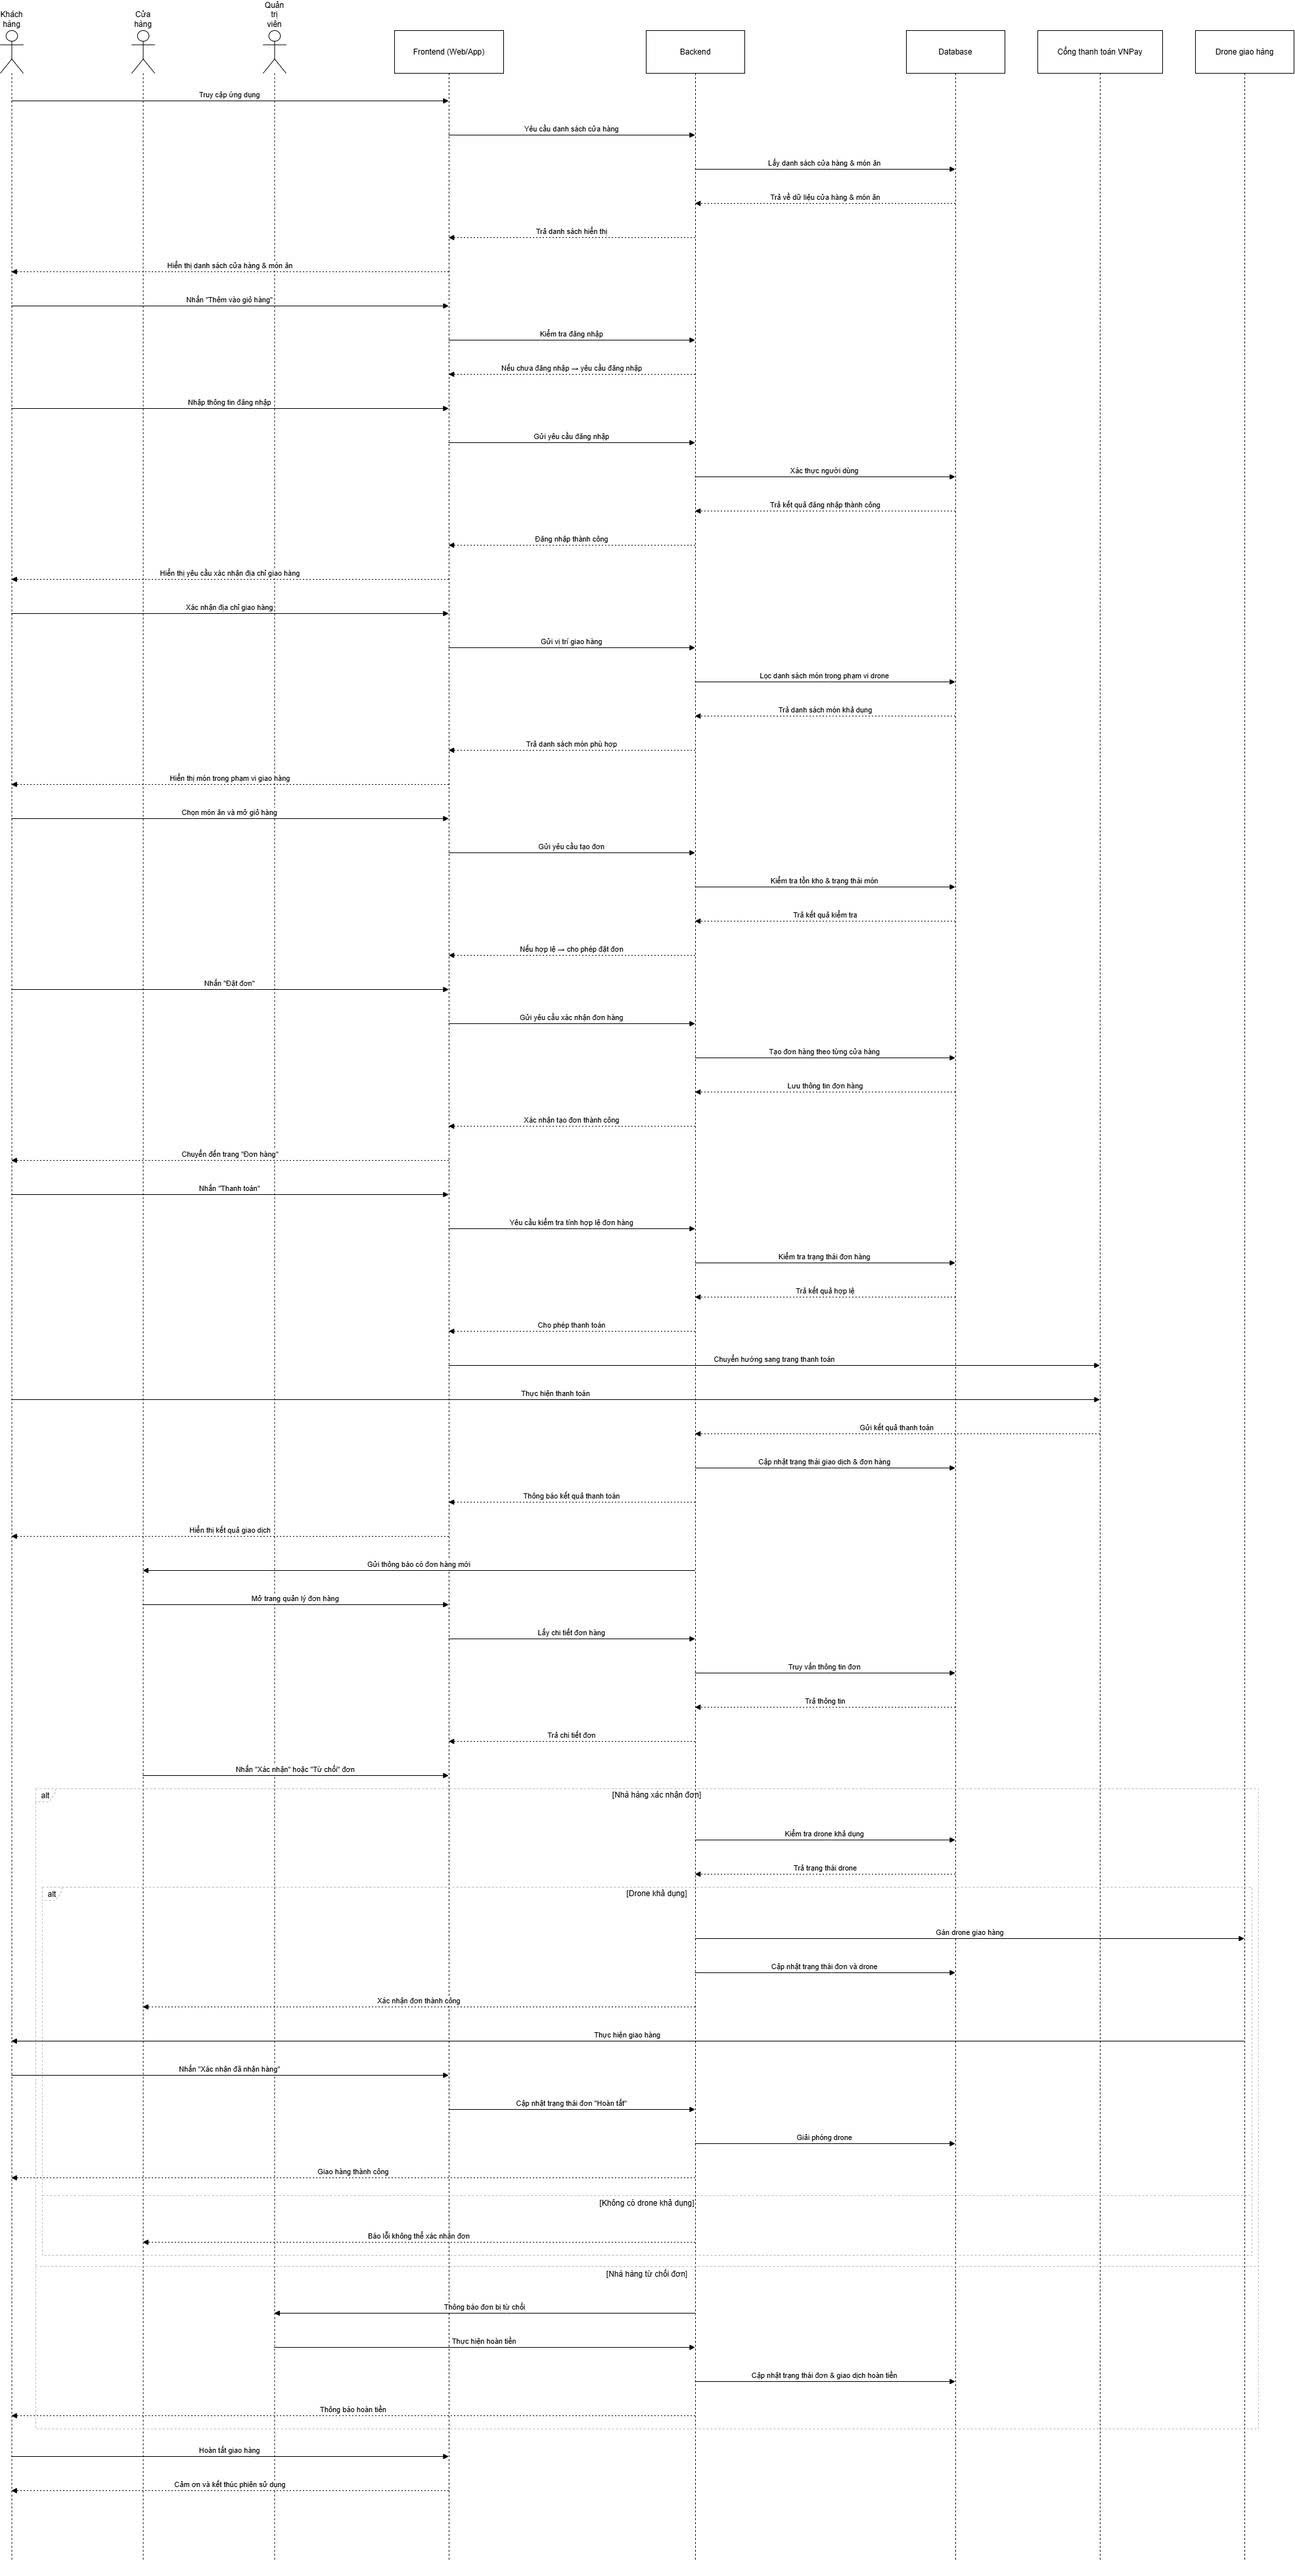 Khách
hàng
Cửa
hàng
Quản
trị
viên
Frontend (Web/App)
Backend
Database
Cổng thanh toán VNPay
Drone giao hàng
Truy cập ứng dụng
Yêu cầu danh sách cửa hàng
Lấy danh sách cửa hàng & món ăn
Trả về dữ liệu cửa hàng & món ăn
Trả danh sách hiển thị
Hiển thị danh sách cửa hàng & món ăn
Nhấn "Thêm vào giỏ hàng"
Kiểm tra đăng nhập
Nếu chưa đăng nhập → yêu cầu đăng nhập
Nhập thông tin đăng nhập
Gửi yêu cầu đăng nhập
Xác thực người dùng
Trả kết quả đăng nhập thành công
Đăng nhập thành công
Hiển thị yêu cầu xác nhận địa chỉ giao hàng
Xác nhận địa chỉ giao hàng
Gửi vị trí giao hàng
Lọc danh sách món trong phạm vi drone
Trả danh sách món khả dụng
Trả danh sách món phù hợp
Hiển thị món trong phạm vi giao hàng
Chọn món ăn và mở giỏ hàng
Gửi yêu cầu tạo đơn
Kiểm tra tồn kho & trạng thái món
Trả kết quả kiểm tra
Nếu hợp lệ → cho phép đặt đơn
Nhấn "Đặt đơn"
Gửi yêu cầu xác nhận đơn hàng
Tạo đơn hàng theo từng cửa hàng
Lưu thông tin đơn hàng
Xác nhận tạo đơn thành công
Chuyển đến trang "Đơn hàng"
Nhấn "Thanh toán"
Yêu cầu kiểm tra tính hợp lệ đơn hàng
Kiểm tra trạng thái đơn hàng
Trả kết quả hợp lệ
Cho phép thanh toán
Chuyển hướng sang trang thanh toán
Thực hiện thanh toán
Gửi kết quả thanh toán
Cập nhật trạng thái giao dịch & đơn hàng
Thông báo kết quả thanh toán
Hiển thị kết quả giao dịch
Gửi thông báo có đơn hàng mới
Mở trang quản lý đơn hàng
Lấy chi tiết đơn hàng
Truy vấn thông tin đơn
Trả thông tin
Trả chi tiết đơn
Nhấn "Xác nhận" hoặc "Từ chối" đơn
alt
[Nhà hàng xác nhận đơn]
Kiểm tra drone khả dụng
Trả trạng thái drone
alt
[Drone khả dụng]
Gán drone giao hàng
Cập nhật trạng thái đơn và drone
Xác nhận đơn thành công
Thực hiện giao hàng
Nhấn "Xác nhận đã nhận hàng"
Cập nhật trạng thái đơn "Hoàn tất"
Giải phóng drone
Giao hàng thành công
[Không có drone khả dụng]
Báo lỗi không thể xác nhận đơn
[Nhà hàng từ chối đơn]
Thông báo đơn bị từ chối
Thực hiện hoàn tiền
Cập nhật trạng thái đơn & giao dịch hoàn tiền
Thông báo hoàn tiền
Hoàn tất giao hàng
Cảm ơn và kết thúc phiên sử dụng